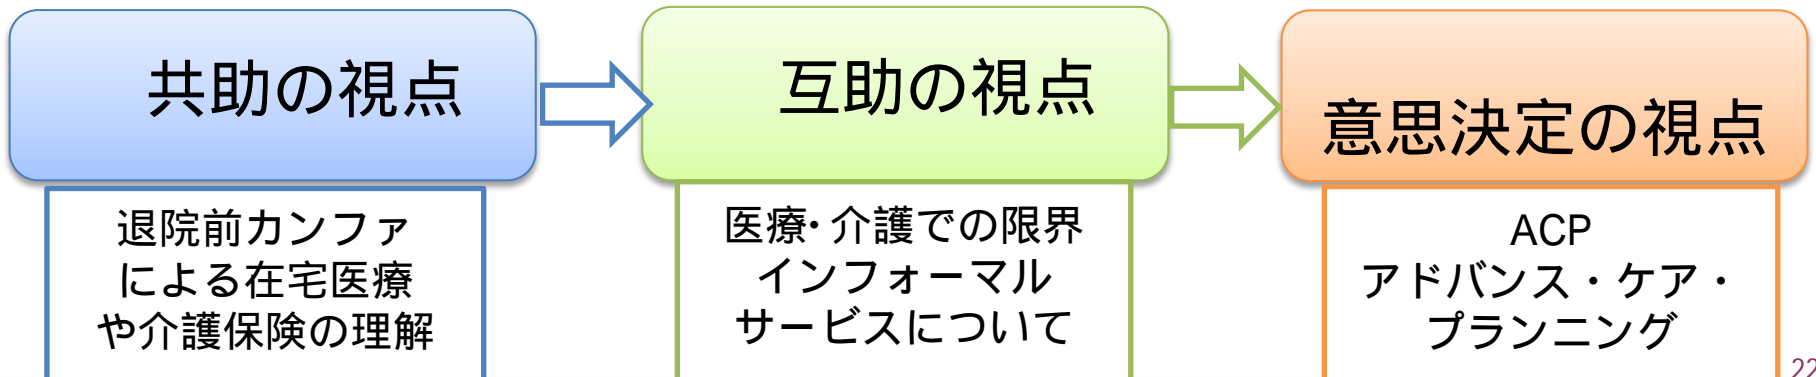 共助の視点
退院前カンファ
による在宅医療
や介護保険の理解
互助の視点
医療・介護での限界
インフォーマル
サービスについて
意思決定の視点
ACP
アドバンス・ケア・
プランニング
22